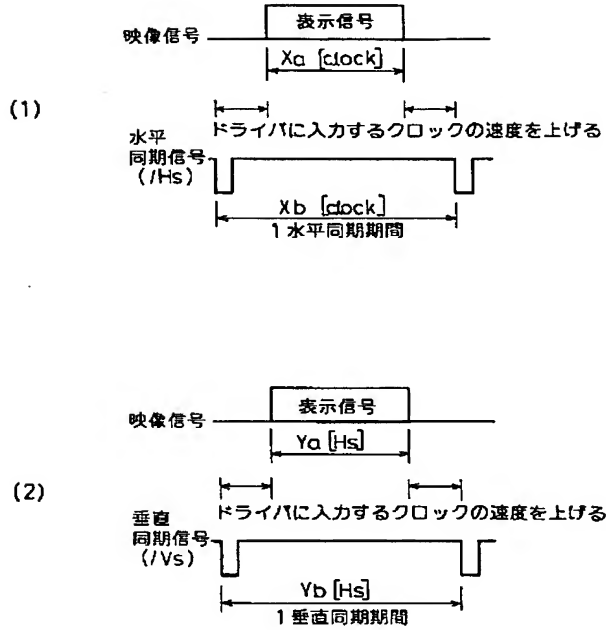 表示信号
映像信号
Xa [clock]
(1)
ドライバに入力するクロックの速度を上げる
水平
同期信号
(/Hs)
Xb [clock]
1水平同期期間
表示信号
映像信号
Ya [Hs]
(2)
ドライバに入力するクロックの速度を上げる
垂直
同期信号
(/Vs)
Yb [Hs]
1垂直同期期間